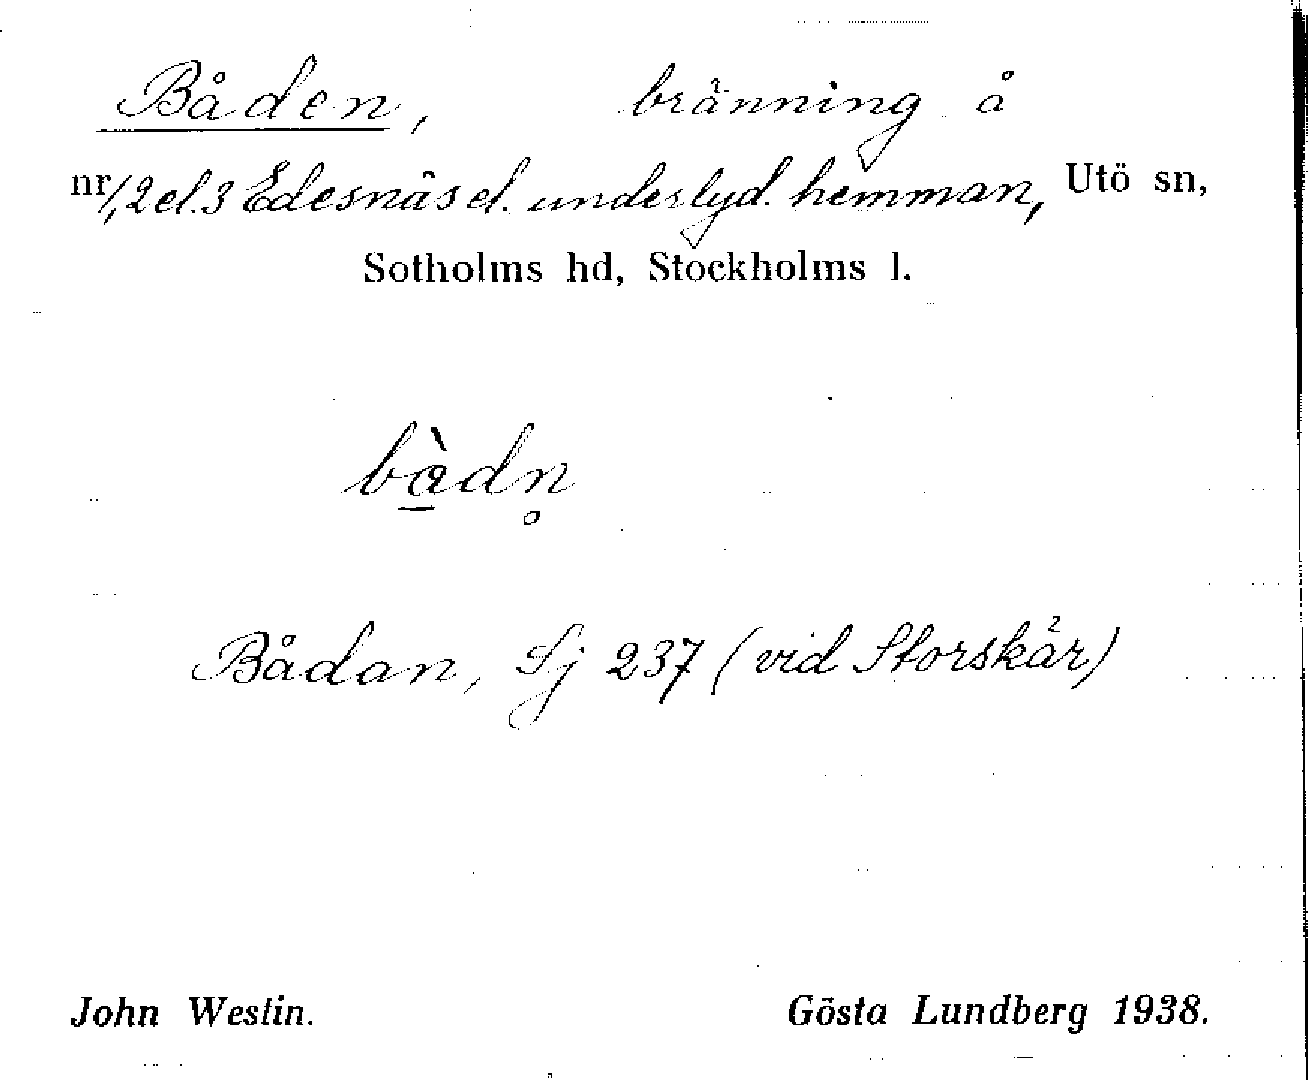 Båden, bränning å
nr 1, 2 el. 3 Edesnäs el. underlyd. hemman, Utö sn,
Sotholms hd, Stockholms l.
bàdn̥
Bådan, Sj 237 (vid Storskär)
John Westin. Gösta Lundberg 1938.